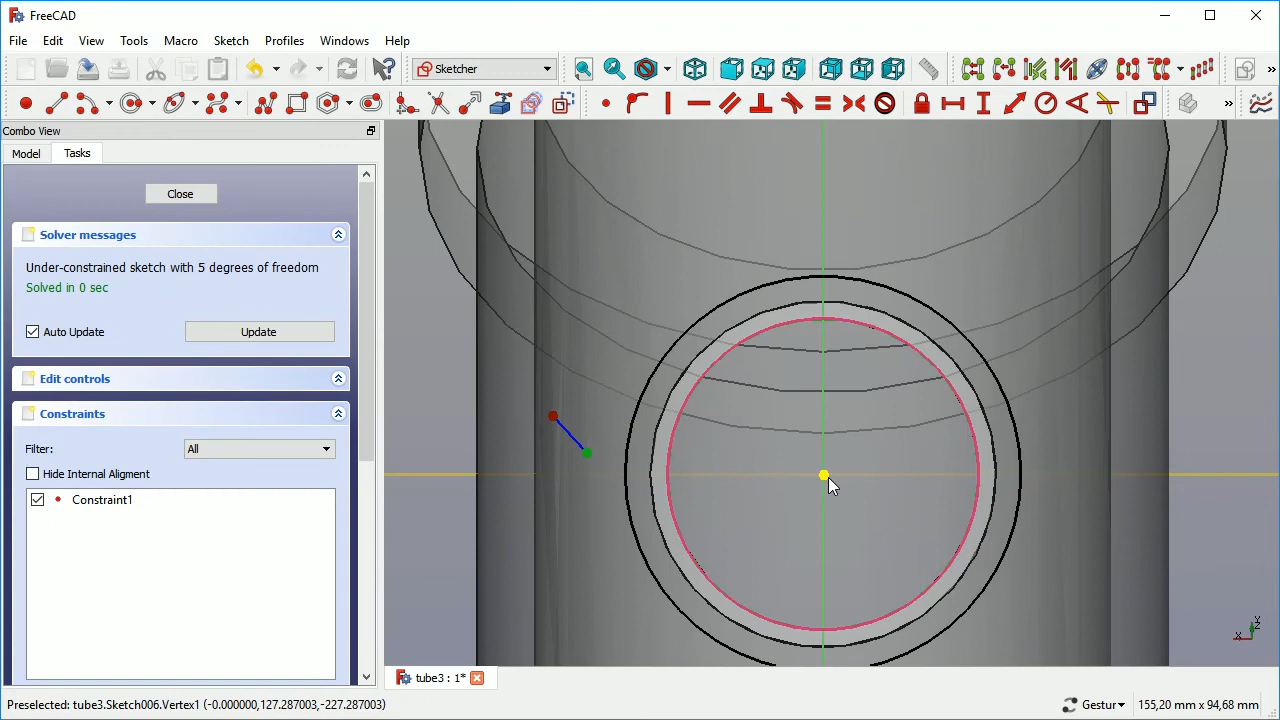 FreeCAD
File Edit View Tools Macro Sketch Profiles Windows Help
Sketcher
»
»
Combo View
Model Tasks
Close
Solver messages
Under-constrained sketch with 5 degrees of freedom
Solved in 0 sec
Auto Update Update
Edit controls
Constraints
Filter: All
Hide Internal Aligment
Constraint1
Y
Z
X
tube3 : 1*
Preselected: tube3.Sketch006.Vertex1 (-0.000000,127.287003,-227.287003) Gestur 155,20 mm x 94,68 mm